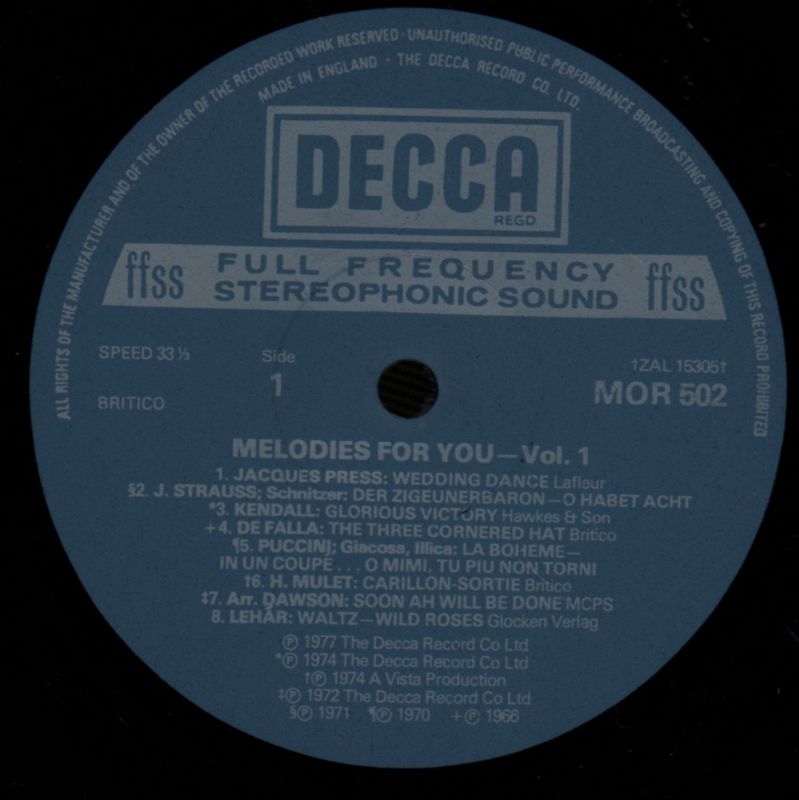 ALL RIGHTS OF THE MANUFACTURER AND OF THE OWNER OF THE RECORDED WORK RESERVED · UNAUTHORISED PUBLIC PERFORMANCE BROADCASTING AND COPYING OF THIS RECORD PROHIBITED
MADE IN ENGLAND · THE DECCA RECORD CO. LTD.
DECCA
REGD.
ffss FULL FREQUENCY STEREOPHONIC SOUND ffss
SPEED 33⅓
Side
†ZAL 15305†
1
MOR 502
BRITICO
MELODIES FOR YOU—Vol. 1
1. JACQUES PRESS: WEDDING DANCE Lafleur
§2. J. STRAUSS; Schnitzer: DER ZIGEUNERBARON—O HABET ACHT
*3. KENDALL: GLORIOUS VICTORY Hawkes & Son
+4. DE FALLA: THE THREE CORNERED HAT Britico
¶5. PUCCINI; Giacosa, Illica: LA BOHEME—
IN UN COUPE . . . O MIMI, TU PIU NON TORNI
†6. H. MULET: CARILLON-SORTIE Britico
‡7. Arr. DAWSON: SOON AH WILL BE DONE MCPS
8. LEHÁR: WALTZ—WILD ROSES Glocken Verlag
℗ 1977 The Decca Record Co Ltd
*℗ 1974 The Decca Record Co Ltd
†℗ 1974 A Vista Production
‡℗ 1972 The Decca Record Co Ltd
§℗ 1971 ¶℗ 1970 +℗ 1966